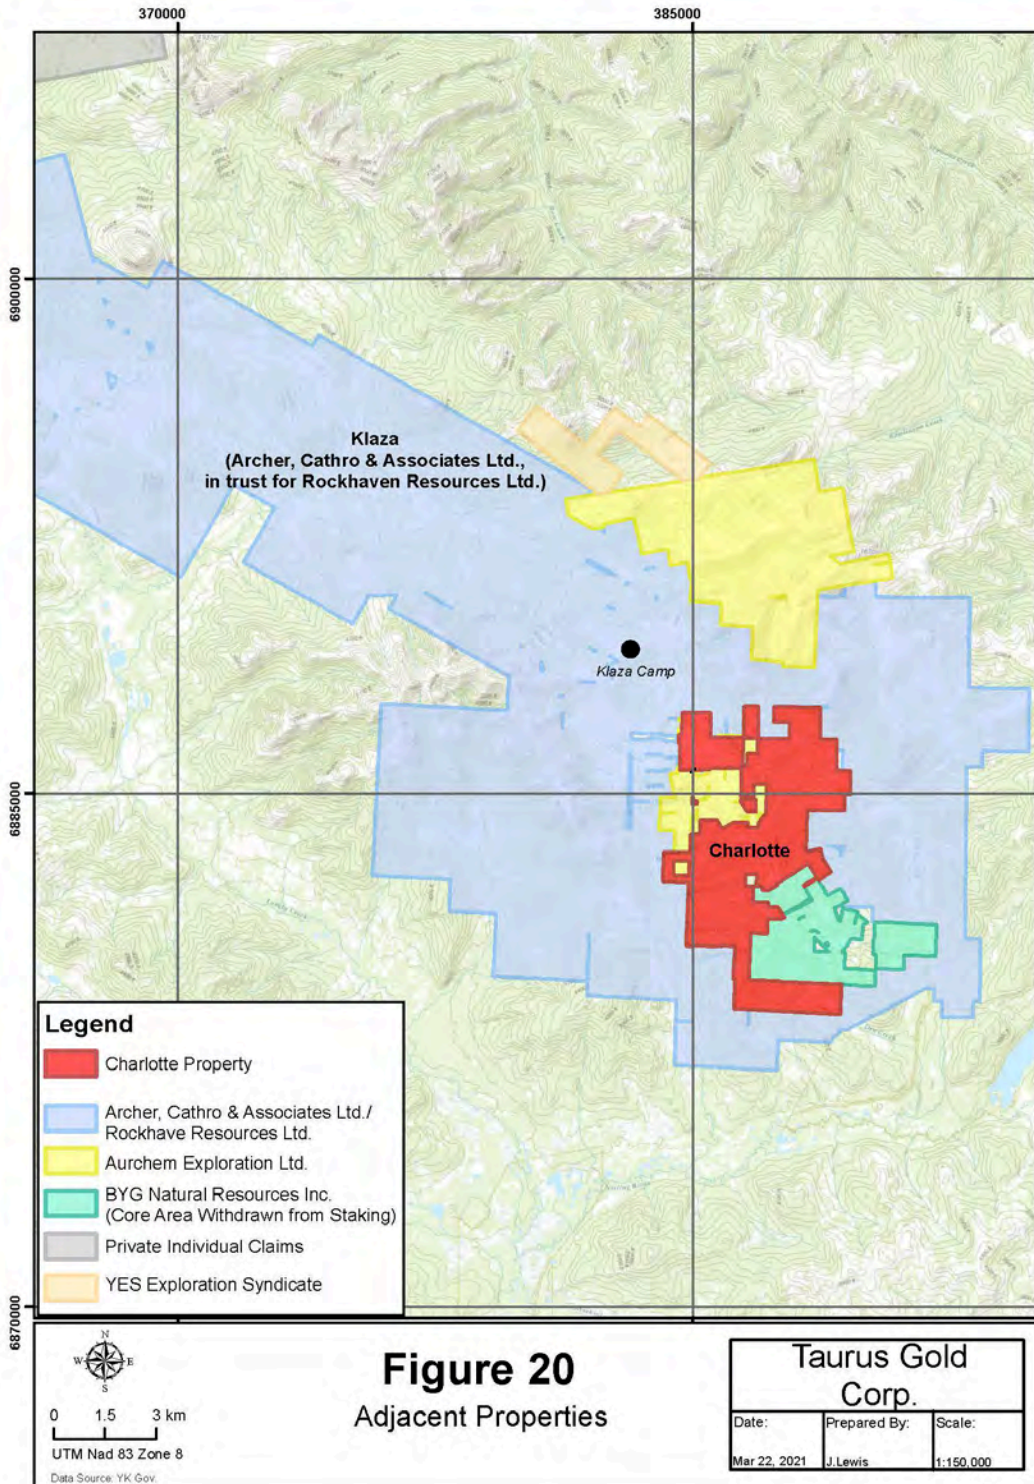 370000
385000
6900000
Klaza
(Archer, Cathro & Associates Ltd.,
in trust for Rockhaven Resources Ltd.)
Klaza Camp
6885000
Charlotte
Legend
Charlotte Property
Archer, Cathro & Associates Ltd./
Rockhave Resources Ltd.
Aurchem Exploration Ltd.
BYG Natural Resources Inc.
(Core Area Withdrawn from Staking)
Private Individual Claims
YES Exploration Syndicate
6870000
N
W E
S
0 1.5 3 km
UTM Nad 83 Zone 8
Data Source: YK Gov.
Figure 20
Adjacent Properties
Taurus Gold
Corp.
Date: Prepared By: Scale:
Mar 22, 2021 J.Lewis 1:150,000